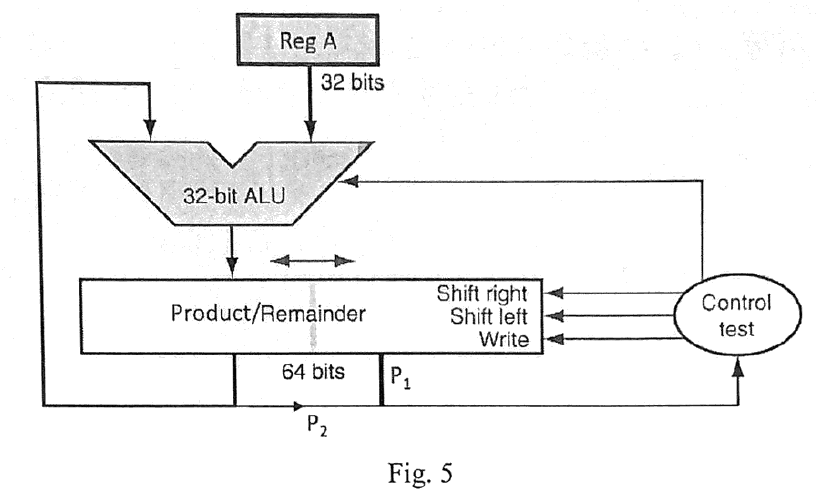 Reg A
32 bits
32-bit ALU
Product/Remainder
Shift right
Shift left
Write
Control
test
64 bits
P1
P2
Fig. 5